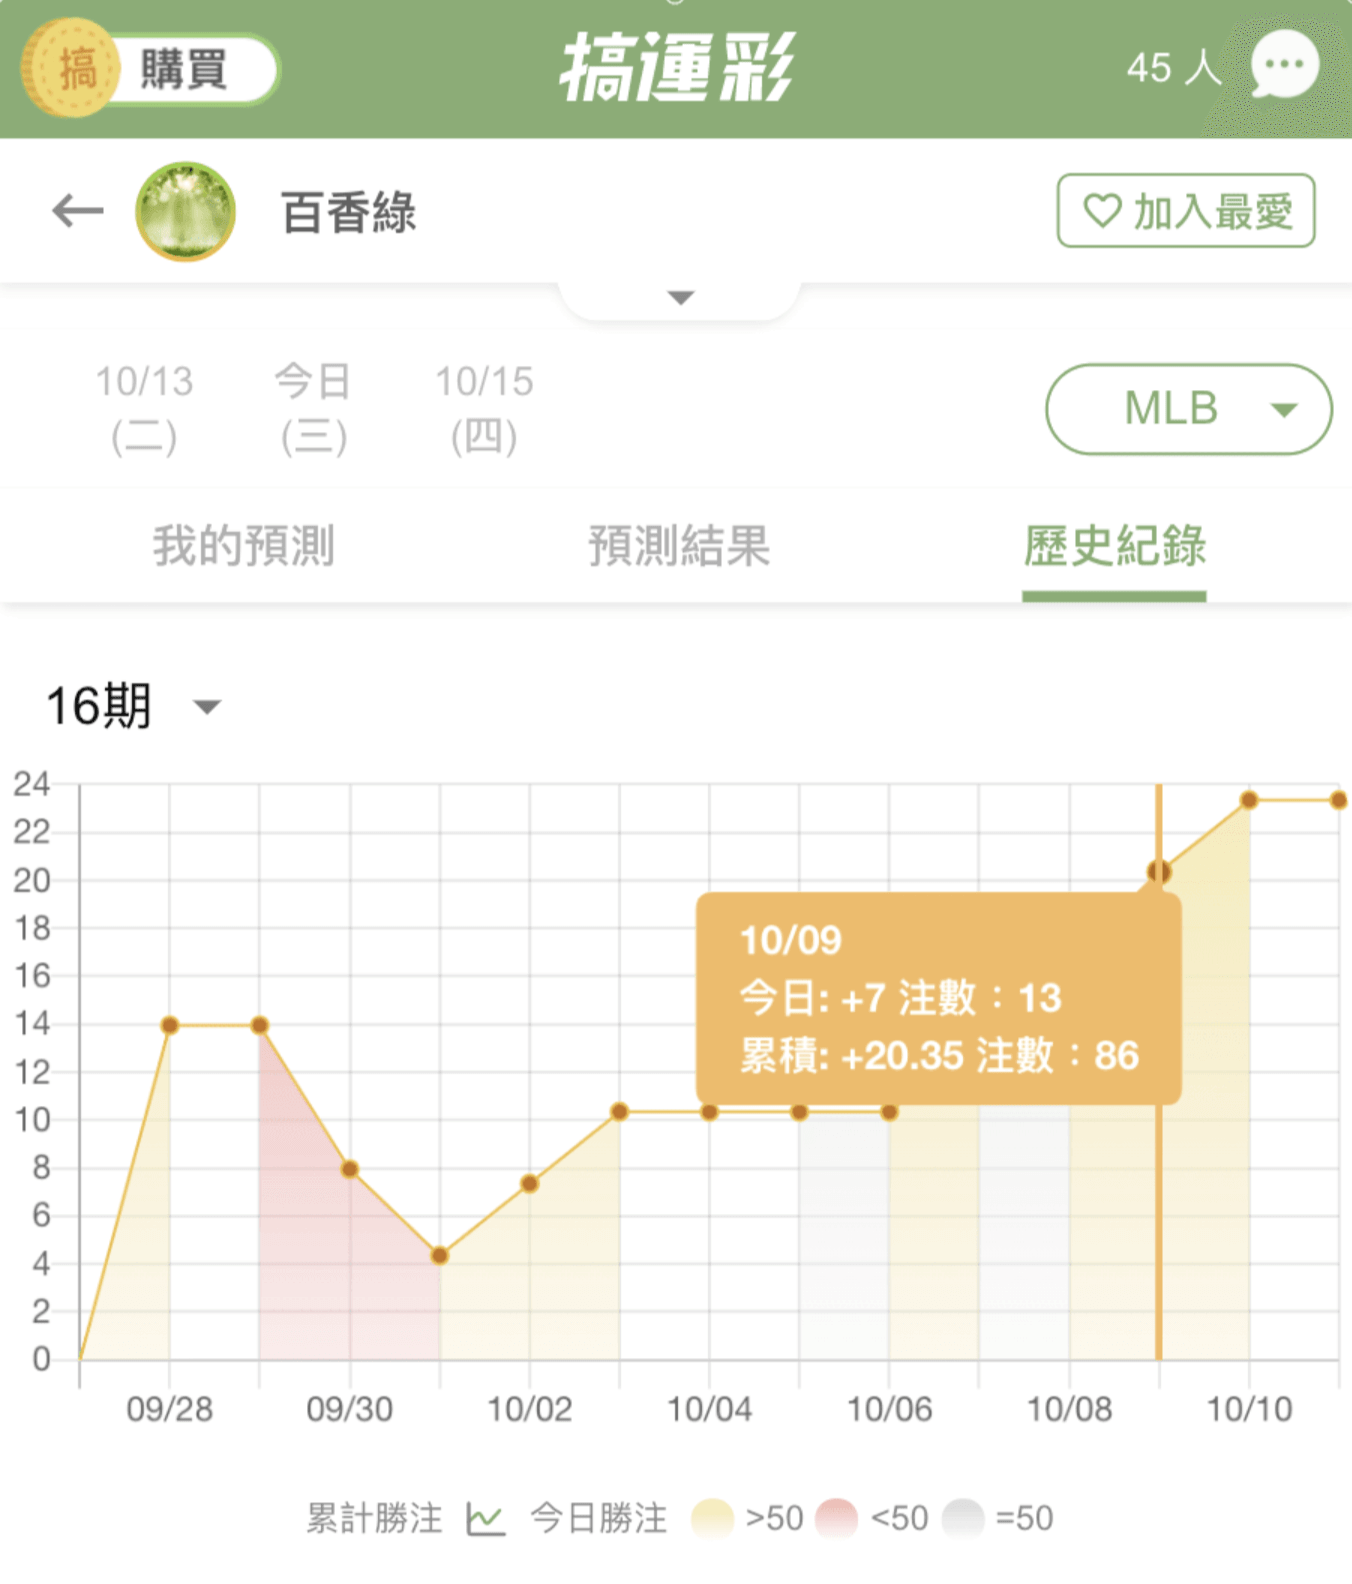 搞 購買 搞運彩 45 人
百香綠 加入最愛
10/13 今日 10/15
(二) (三) (四)
MLB
我的預測 預測結果 歷史紀錄
16期
24
22
20
18
16
14
12
10
8
6
4
2
0
10/09
今日: +7 注數：13
累積: +20.35 注數：86
09/28 09/30 10/02 10/04 10/06 10/08 10/10
累計勝注 今日勝注 >50 <50 =50